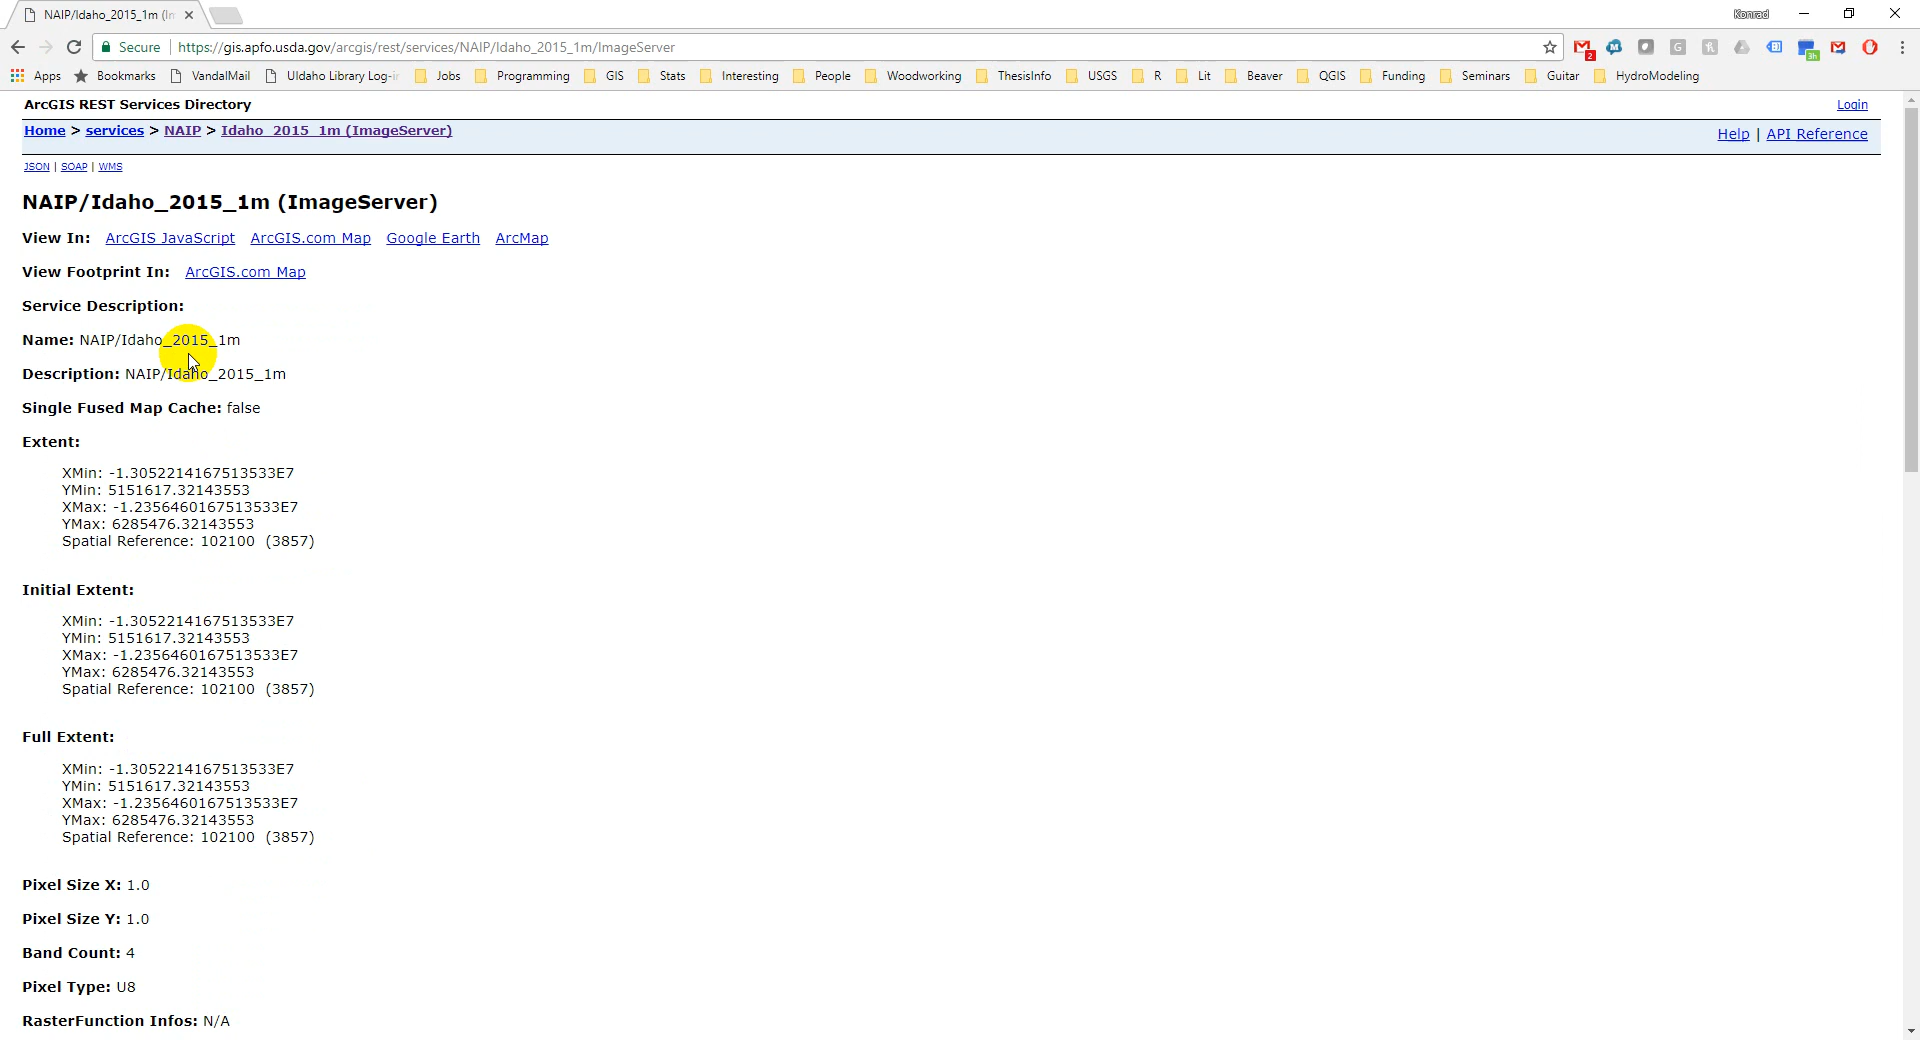 NAIP/Idaho_2015_1m (In
Konrad
Secure | https://gis.apfo.usda.gov/arcgis/rest/services/NAIP/Idaho_2015_1m/ImageServer
2
3h
Apps Bookmarks VandalMail UIdaho Library Log-i Jobs Programming GIS Stats Interesting People Woodworking ThesisInfo USGS R Lit Beaver QGIS Funding Seminars Guitar HydroModeling
ArcGIS REST Services Directory Login
Home > services > NAIP > Idaho_2015_1m (ImageServer)
Help | API Reference
JSON | SOAP | WMS
NAIP/Idaho_2015_1m (ImageServer)
View In: ArcGIS JavaScript ArcGIS.com Map Google Earth ArcMap
View Footprint In: ArcGIS.com Map
Service Description:
Name: NAIP/Idaho_2015_1m
Description: NAIP/Idaho_2015_1m
Single Fused Map Cache: false
Extent:
XMin: -1.3052214167513533E7
YMin: 5151617.32143553
XMax: -1.2356460167513533E7
YMax: 6285476.32143553
Spatial Reference: 102100 (3857)
Initial Extent:
XMin: -1.3052214167513533E7
YMin: 5151617.32143553
XMax: -1.2356460167513533E7
YMax: 6285476.32143553
Spatial Reference: 102100 (3857)
Full Extent:
XMin: -1.3052214167513533E7
YMin: 5151617.32143553
XMax: -1.2356460167513533E7
YMax: 6285476.32143553
Spatial Reference: 102100 (3857)
Pixel Size X: 1.0
Pixel Size Y: 1.0
Band Count: 4
Pixel Type: U8
RasterFunction Infos: N/A